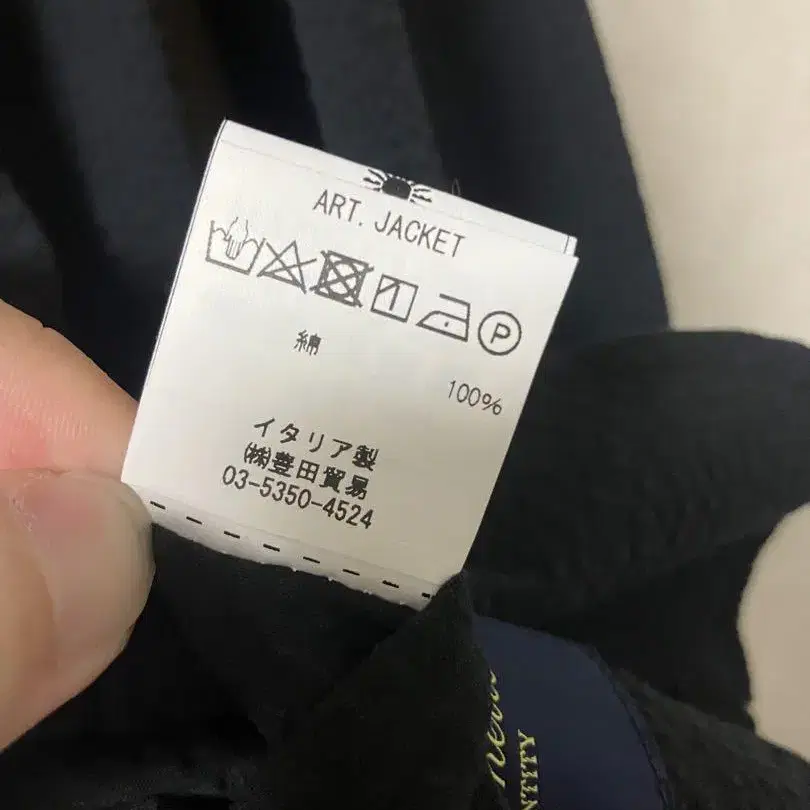 ART. JACKET
P
綿
100%
イタリア製
(株)豊田貿易
03-5350-4524